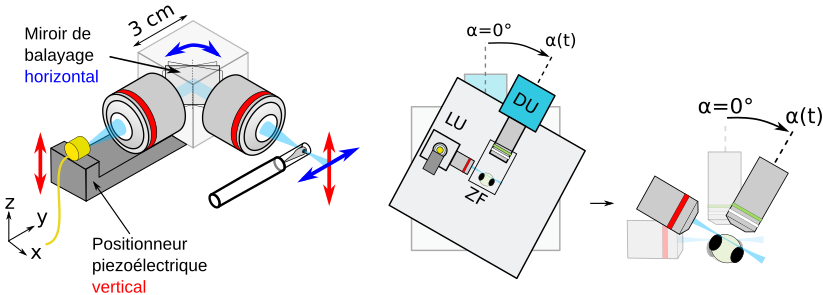 3 cm
Miroir de
balayage
horizontal
z
y
x
Positionneur
piezoélectrique
vertical
α=0°
α(t)
DU
LU
ZF
α=0°
α(t)